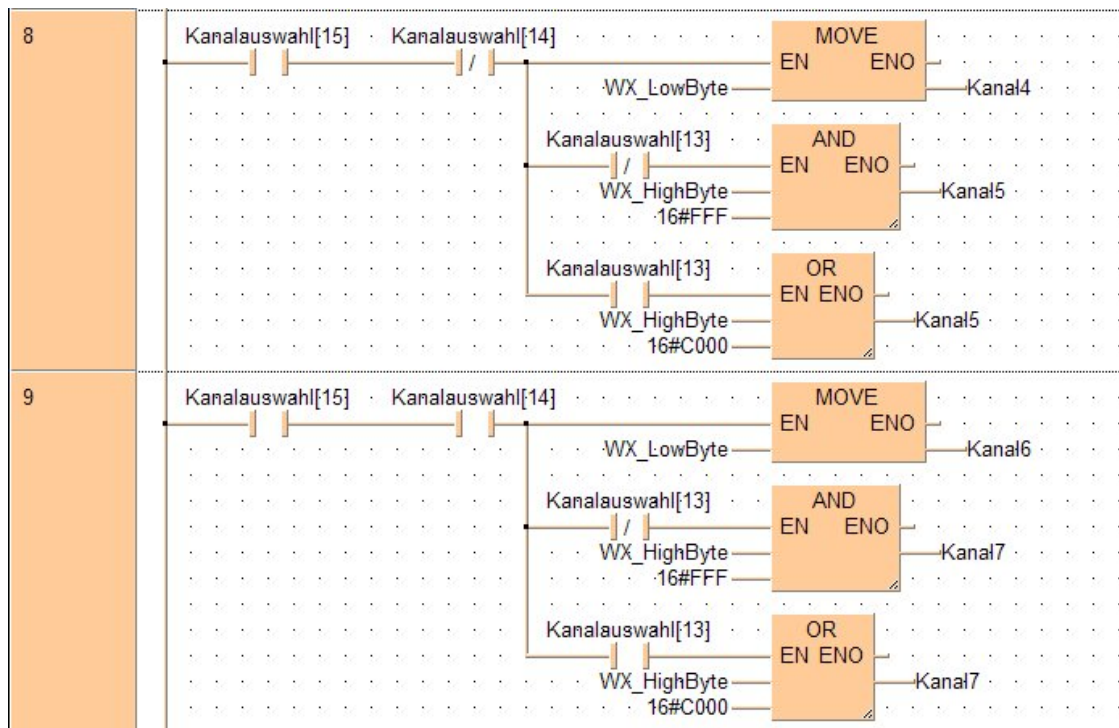 8
Kanalauswahl[15] Kanalauswahl[14] MOVE
/ EN ENO
WX_LowByte Kanal4
Kanalauswahl[13] AND
/ EN ENO
WX_HighByte Kanal5
16#FFF
Kanalauswahl[13] OR
EN ENO
WX_HighByte Kanal5
16#C000
9
Kanalauswahl[15] Kanalauswahl[14] MOVE
EN ENO
WX_LowByte Kanal6
Kanalauswahl[13] AND
/ EN ENO
WX_HighByte Kanal7
16#FFF
Kanalauswahl[13] OR
EN ENO
WX_HighByte Kanal7
16#C000